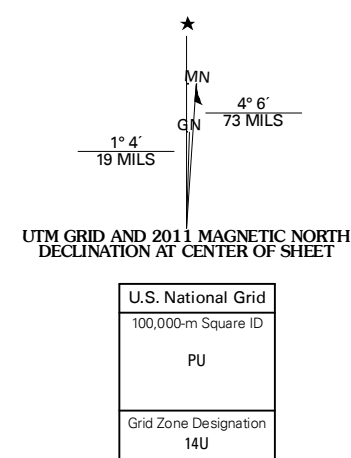 MN
GN
4° 6´
73 MILS
1° 4´
19 MILS
UTM GRID AND 2011 MAGNETIC NORTH
DECLINATION AT CENTER OF SHEET
U.S. National Grid
100,000-m Square ID
PU
Grid Zone Designation
14U